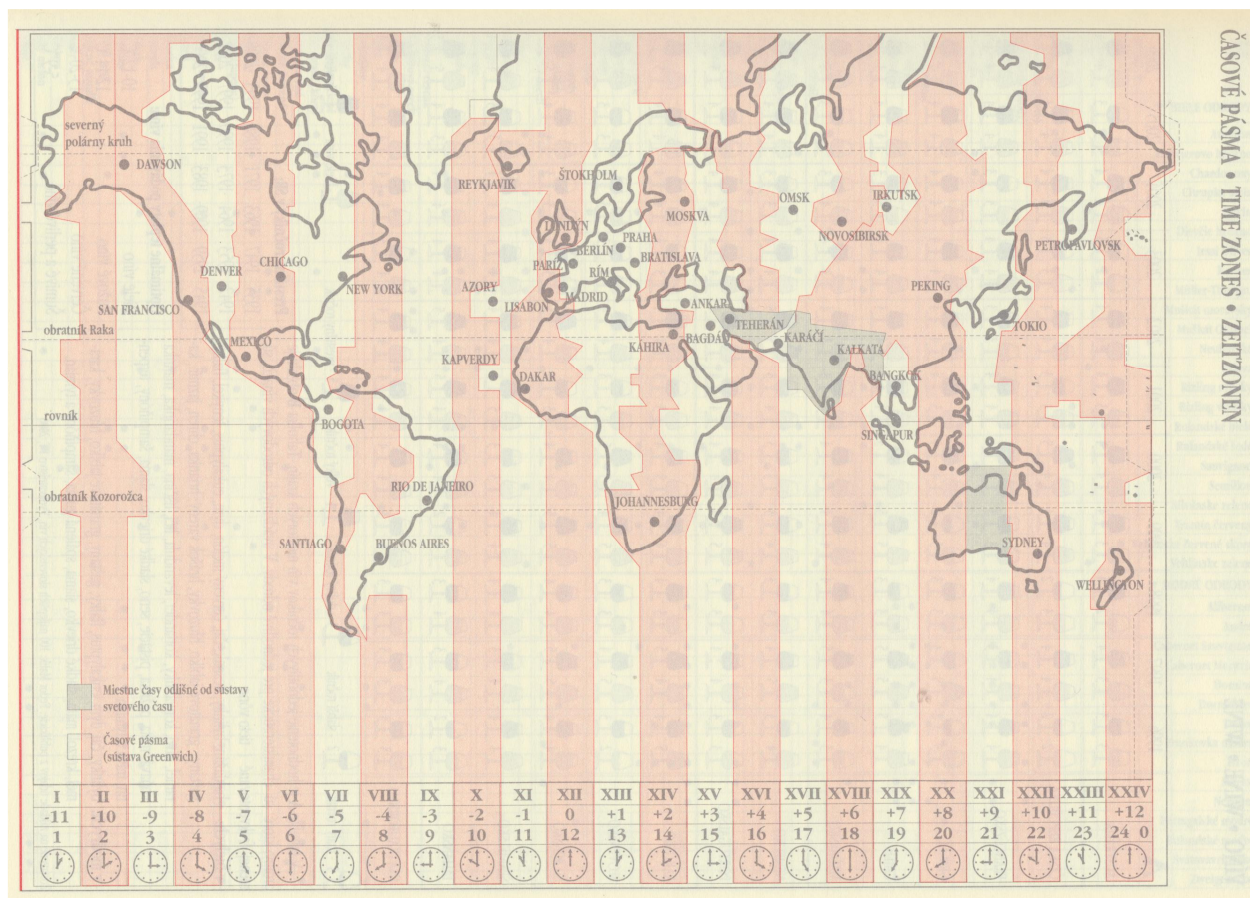 ČASOVÉ PÁSMA • TIME ZONES • ZEITZONEN
severný
polárny kruh
DAWSON
REYKJAVIK
ŠTOKHOLM
MOSKVA
OMSK
IRKUTSK
NOVOSIBIRSK
PETROPAVLOVSK
LONDÝN
BERLÍN
PRAHA
PARÍŽ
BRATISLAVA
RÍM
DENVER
CHICAGO
NEW YORK
SAN FRANCISCO
AZORY
LISABON
MADRID
ANKARA
PEKING
obratník Raka
MEXICO
KÁHIRA
BAGDÁD
TEHERÁN
KARÁČÍ
KALKATA
TOKIO
KAPVERDY
DAKAR
BANGKOK
rovník
BOGOTA
SINGAPUR
obratník Kozorožca
RIO DE JANEIRO
JOHANNESBURG
SANTIAGO
BUENOS AIRES
SYDNEY
WELLINGTON
Miestne časy odlišné od sústavy
svetového času
Časové pásma
(sústava Greenwich)
I II III IV V VI VII VIII IX X XI XII XIII XIV XV XVI XVII XVIII XIX XX XXI XXII XXIII XXIV
-11 -10 -9 -8 -7 -6 -5 -4 -3 -2 -1 0 +1 +2 +3 +4 +5 +6 +7 +8 +9 +10 +11 +12
1 2 3 4 5 6 7 8 9 10 11 12 13 14 15 16 17 18 19 20 21 22 23 24 0